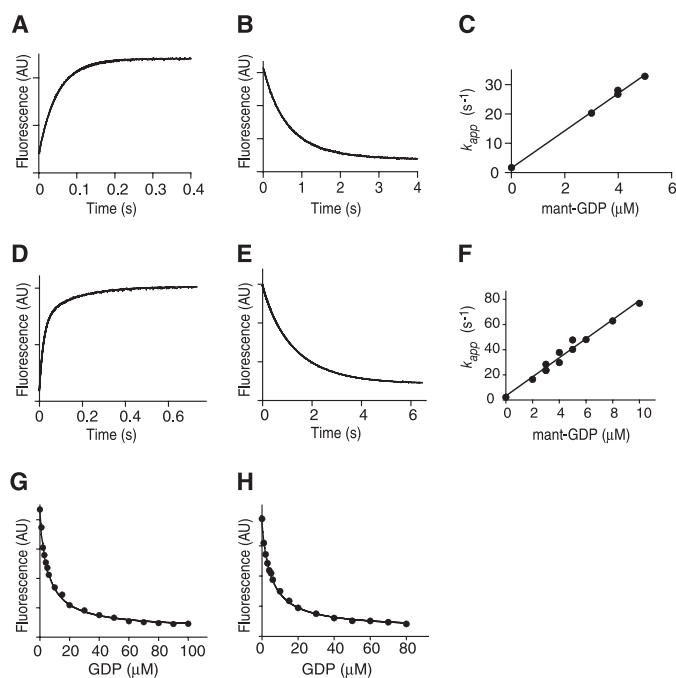 A
Fluorescence (AU)
0 0.1 0.2 0.3 0.4
Time (s)
B
Fluorescence (AU)
0 1 2 3 4
Time (s)
C
k_app (s⁻¹)
30
20
10
0
0 2 4 6
mant-GDP (μM)
D
Fluorescence (AU)
0 0.2 0.4 0.6
Time (s)
E
Fluorescence (AU)
0 2 4 6
Time (s)
F
k_app (s⁻¹)
80
60
40
20
0
0 2 4 6 8 10
mant-GDP (μM)
G
Fluorescence (AU)
0 20 40 60 80 100
GDP (μM)
H
Fluorescence (AU)
0 20 40 60 80
GDP (μM)